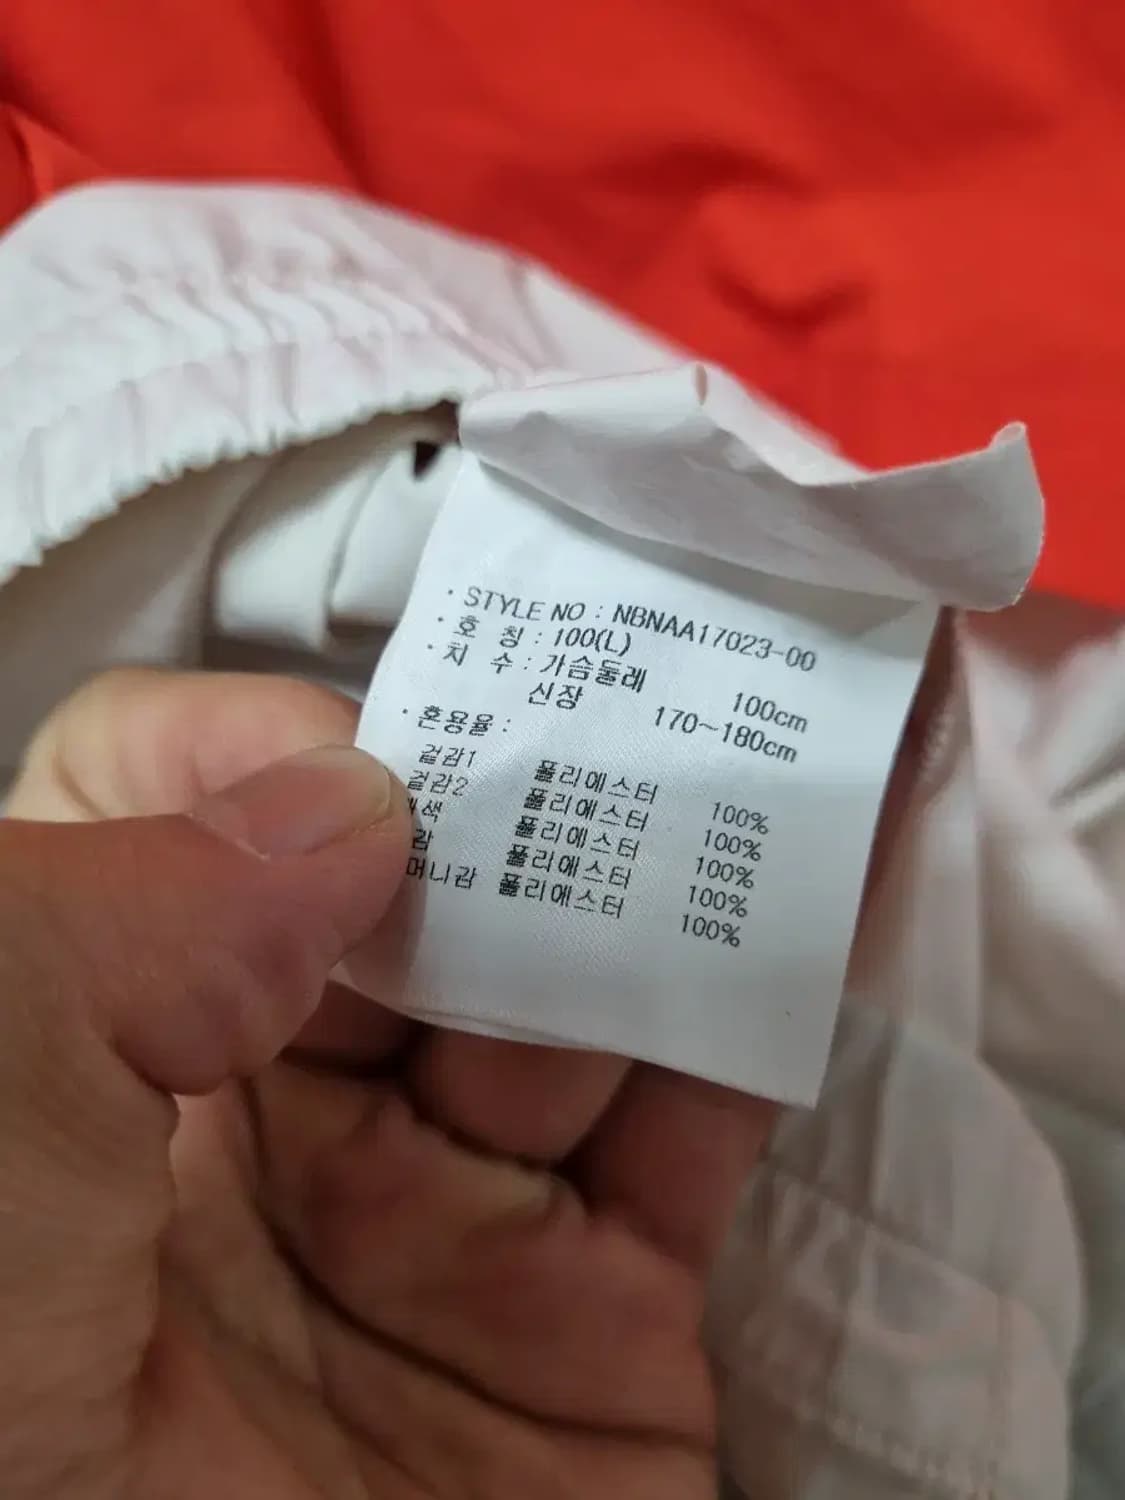 · STYLE NO : NBNAA17023-00
· 호 칭 : 100(L)
· 치 수 : 가슴둘레 100cm
신장 170~180cm
· 혼용율 :
겉감1 폴리에스터 100%
겉감2 폴리에스터 100%
배색 폴리에스터 100%
감 폴리에스터 100%
머니감 폴리에스터 100%